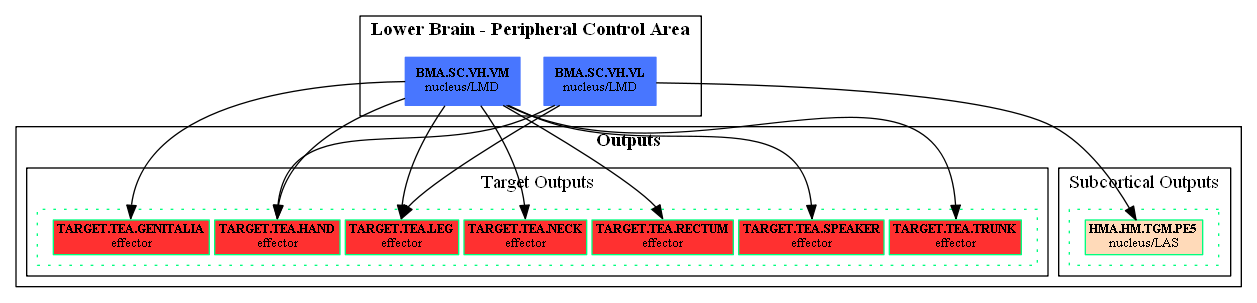 Lower Brain - Peripheral Control Area
BMA.SC.VH.VM
nucleus/LMD
BMA.SC.VH.VL
nucleus/LMD
Outputs
Target Outputs
TARGET.TEA.GENITALIA
effector
TARGET.TEA.HAND
effector
TARGET.TEA.LEG
effector
TARGET.TEA.NECK
effector
TARGET.TEA.RECTUM
effector
TARGET.TEA.SPEAKER
effector
TARGET.TEA.TRUNK
effector
Subcortical Outputs
HMA.HM.TGM.PE5
nucleus/LAS